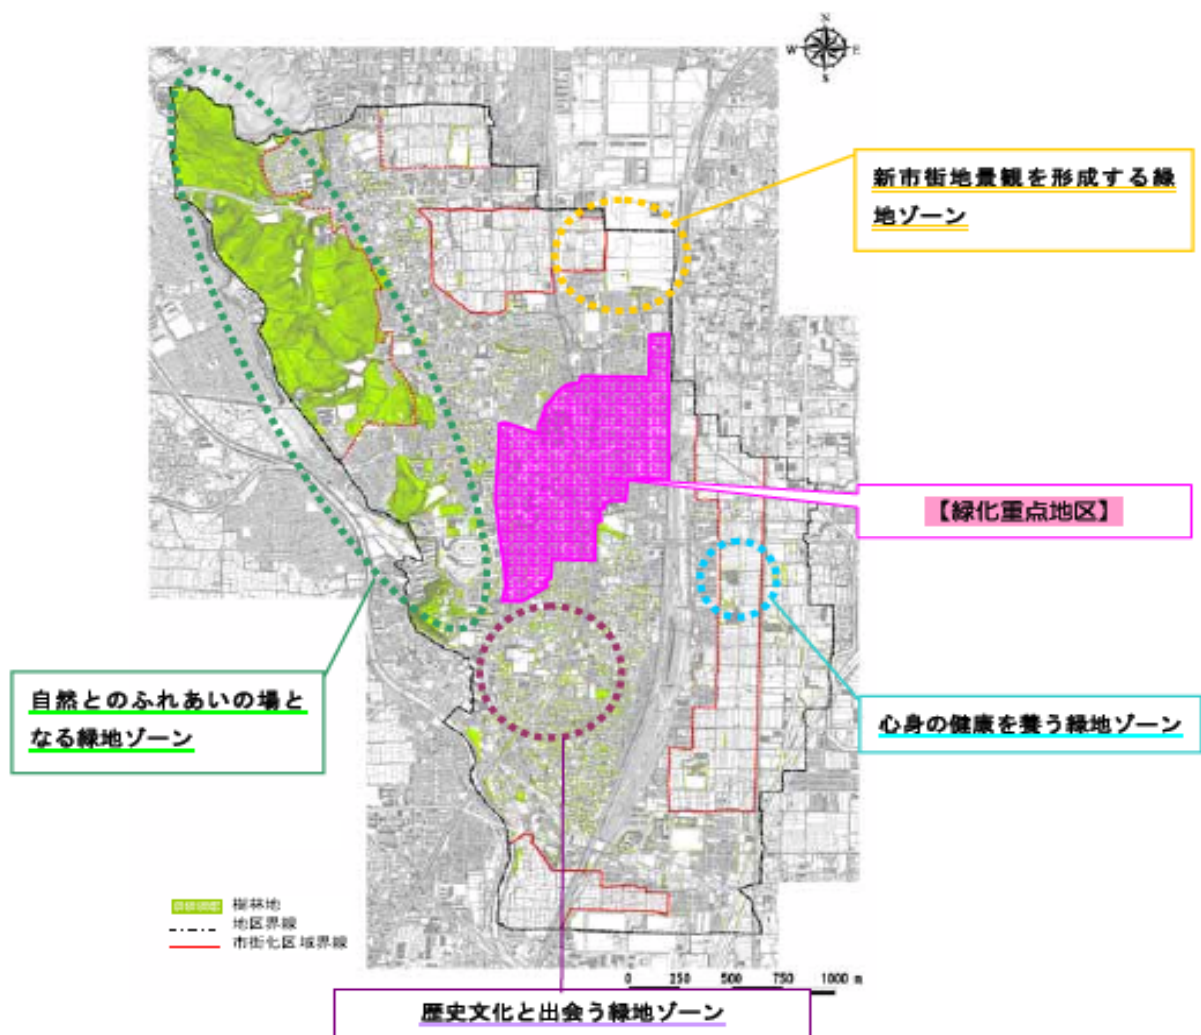 N
W E
S
新市街地景観を形成する緑
地ゾーン
【緑化重点地区】
自然とのふれあいの場と
なる緑地ゾーン
心身の健康を養う緑地ゾーン
樹林地
地区界線
市街化区域界線
0 250 500 750 1000 m
歴史文化と出会う緑地ゾーン